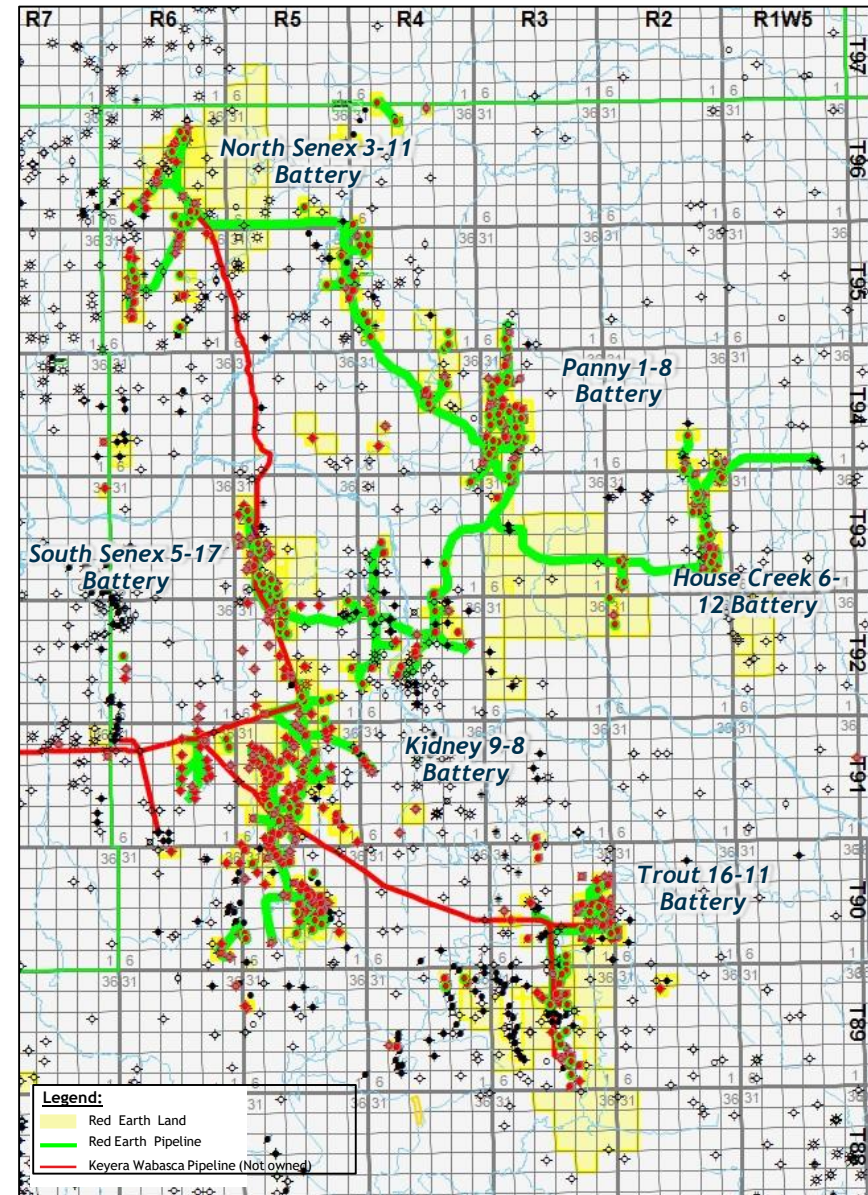 R7 R6 R5 R4 R3 R2 R1W5
T97
North Senex 3-11
Battery
T96
T95
Panny 1-8
Battery
T94
South Senex 5-17
Battery
T93
House Creek 6-
12 Battery
T92
Kidney 9-8
Battery
T91
Trout 16-11
Battery
T90
T89
T88
Legend:
Red Earth Land
Red Earth Pipeline
Keyera Wabasca Pipeline (Not owned)